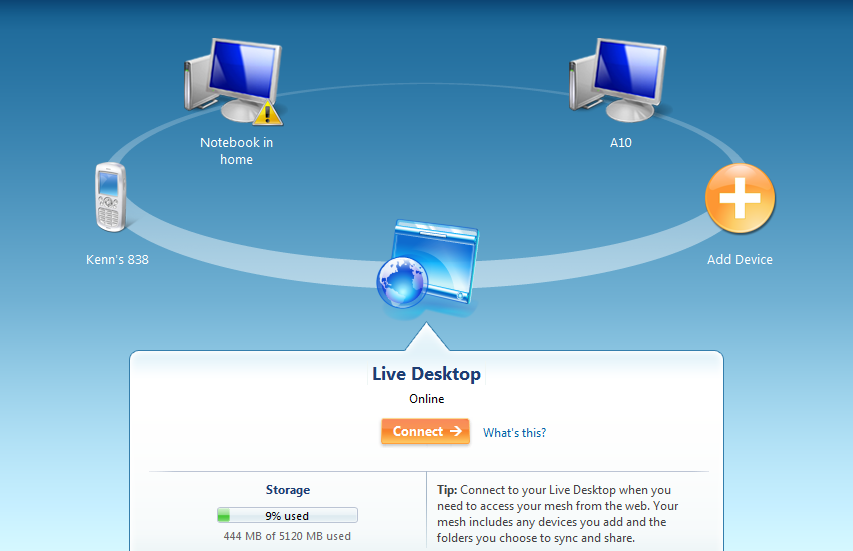 Notebook in
home
A10
Kenn's 838
Add Device
Live Desktop
Online
Connect →
What's this?
Storage
9% used
444 MB of 5120 MB used
Tip: Connect to your Live Desktop when you
need to access your mesh from the web. Your
mesh includes any devices you add and the
folders you choose to sync and share.